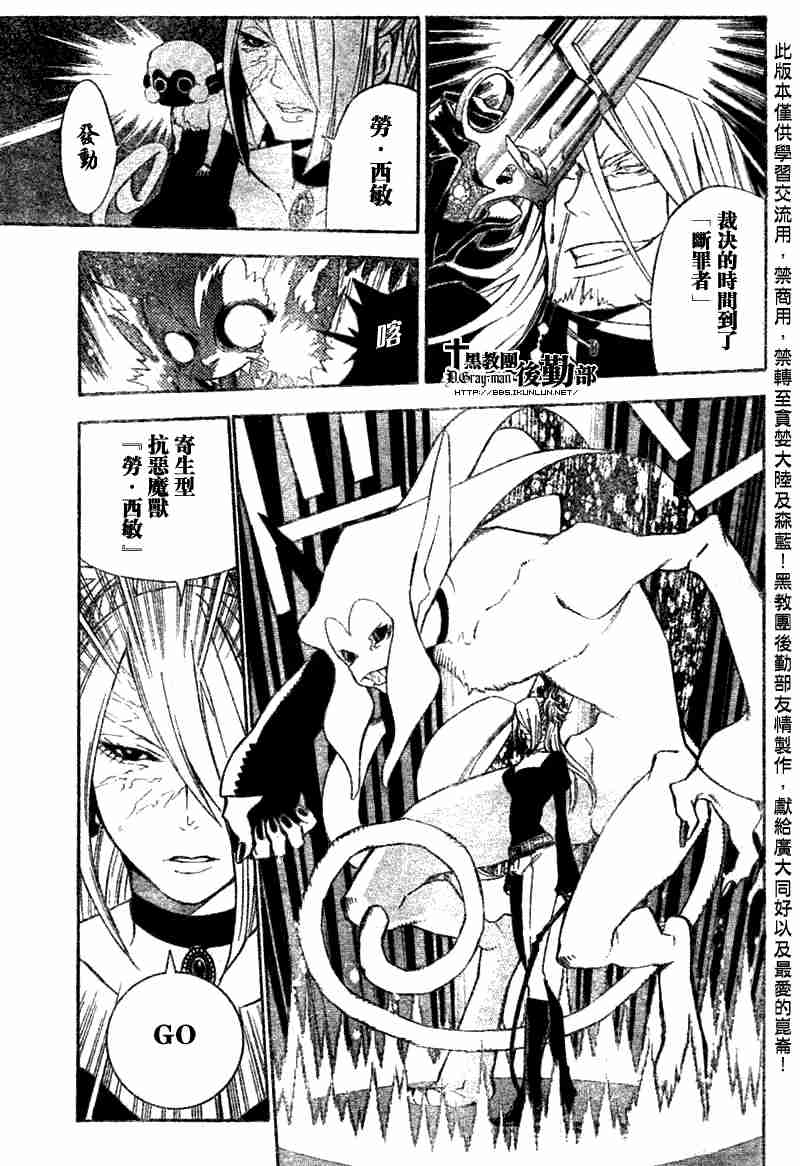 裁決的時間到了
「斷罪者」
勞·西敏
發動
喀
黑教團
D.Gray-man
後勤部
HTTP://BBS.IKUNLUN.NET/
寄生型
抗惡魔獸
『勞·西敏』
GO
此版本僅供學習交流用，禁商用，禁轉至貪婪大陸及森藍！黑教團後勤部友情製作，獻給廣大同好以及最愛的崑崙！